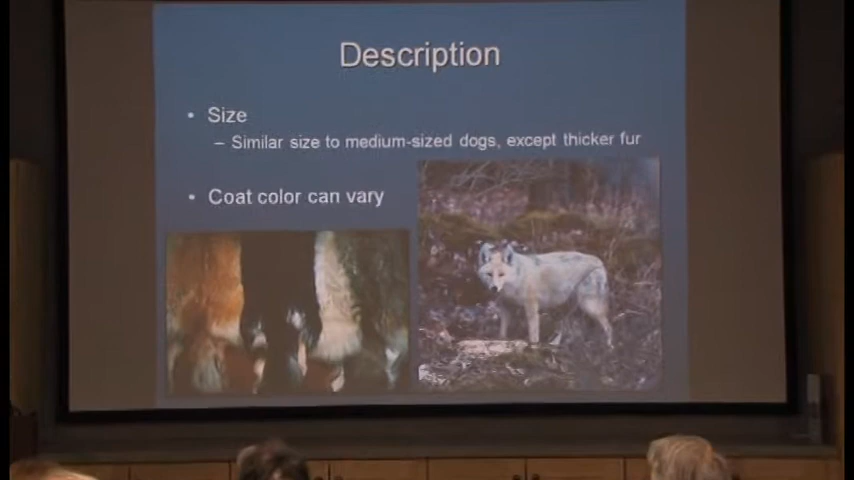 Description
• Size
– Similar size to medium-sized dogs, except thicker fur
• Coat color can vary